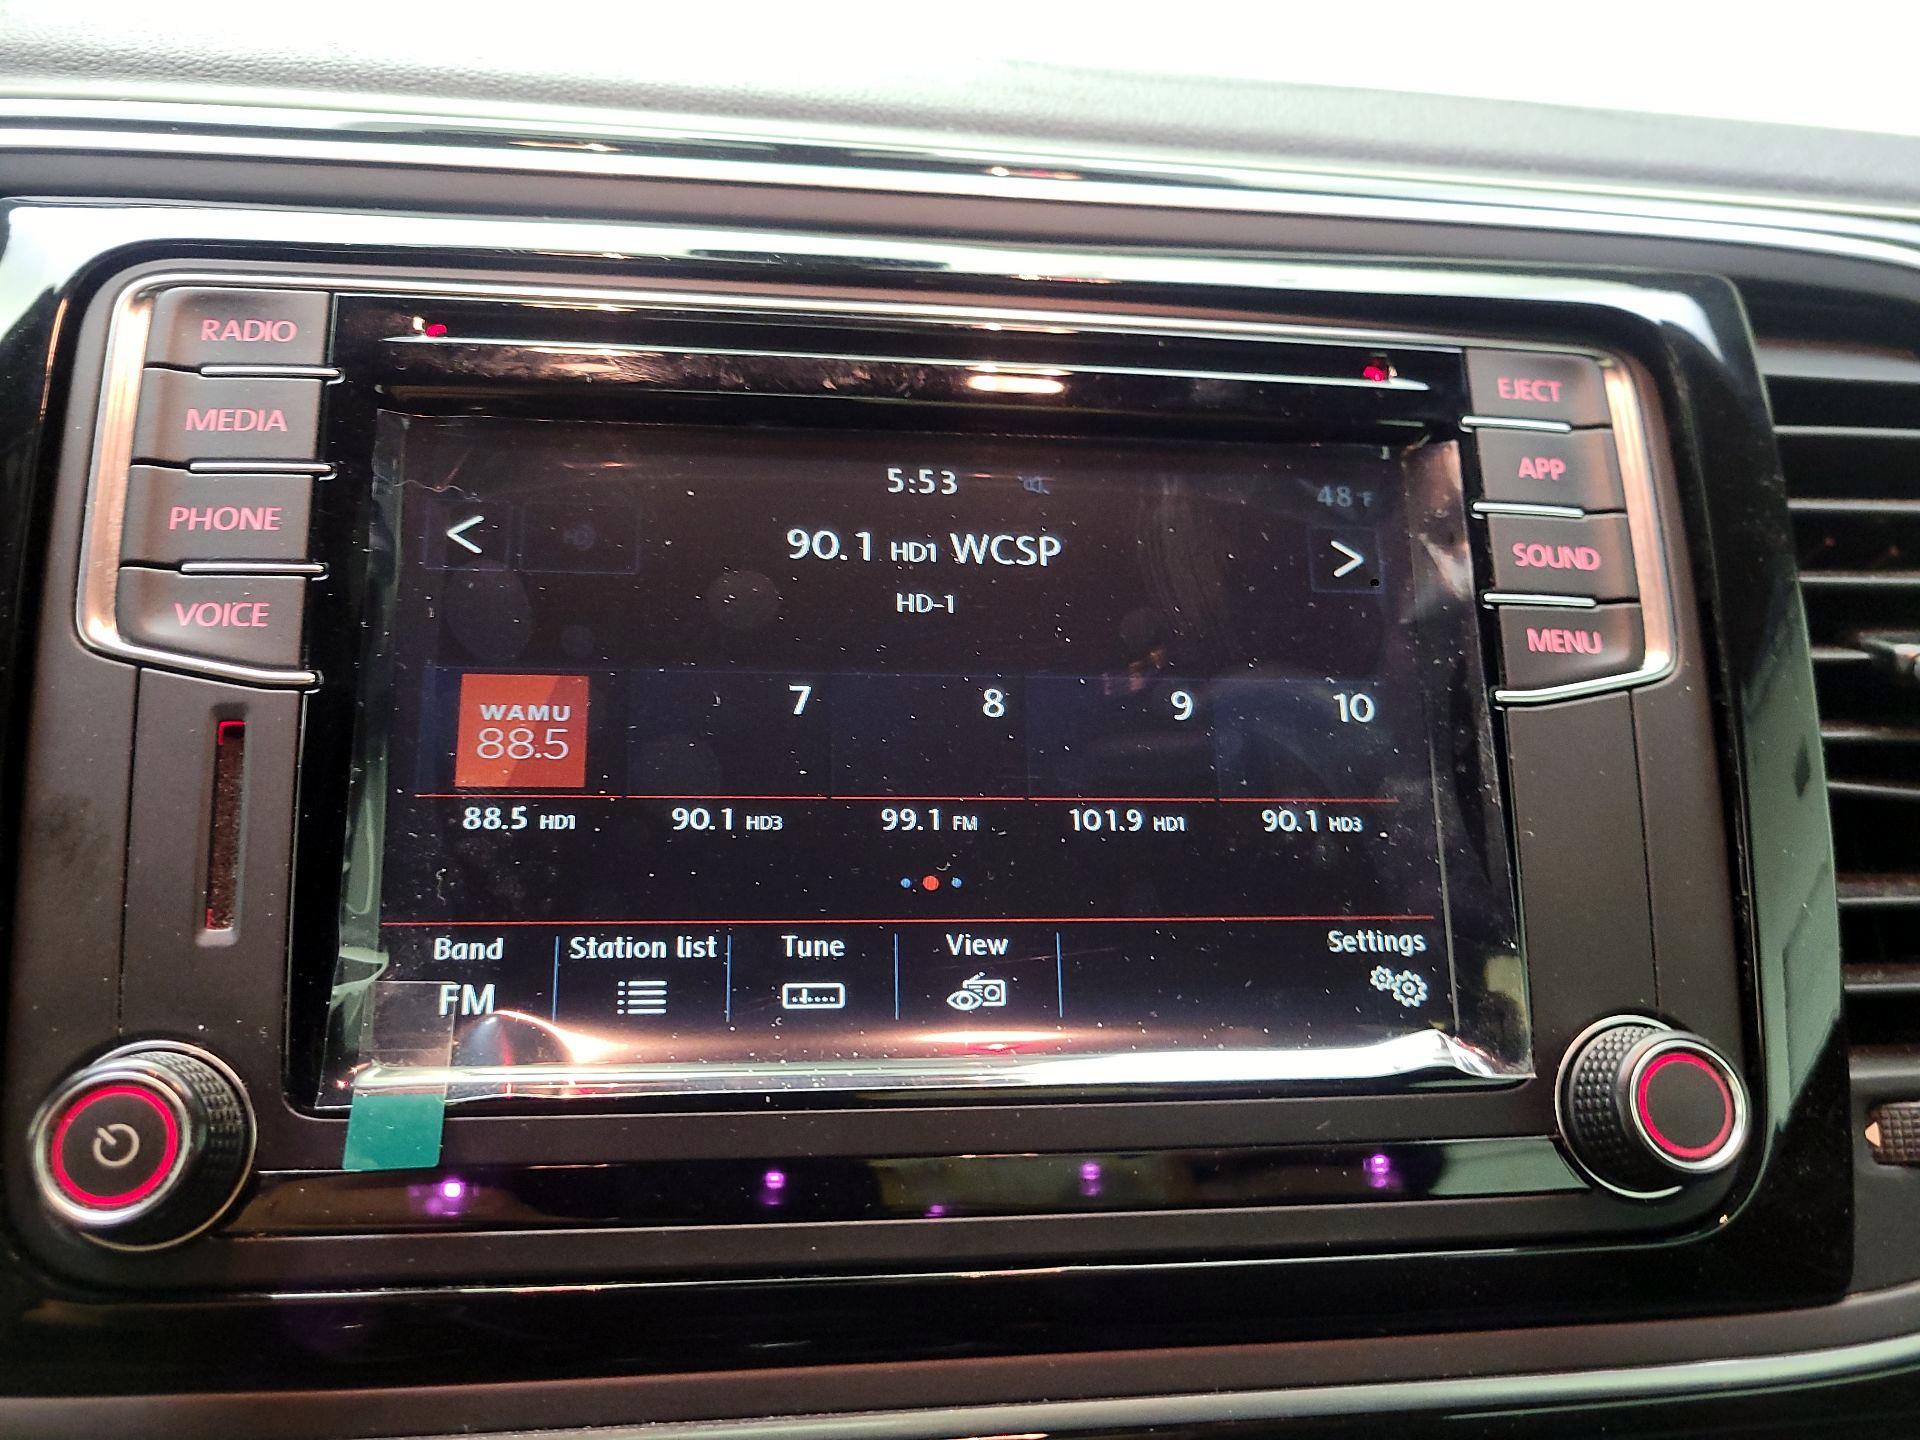 RADIO
MEDIA
PHONE
VOICE
EJECT
APP
SOUND
MENU
5:53
48°F
< 90.1 HD1 WCSP >
HD-1
WAMU
88.5
7
8
9
10
88.5 HD1
90.1 HD3
99.1 FM
101.9 HD1
90.1 HD3
Band
FM
Station list
Tune
View
Settings